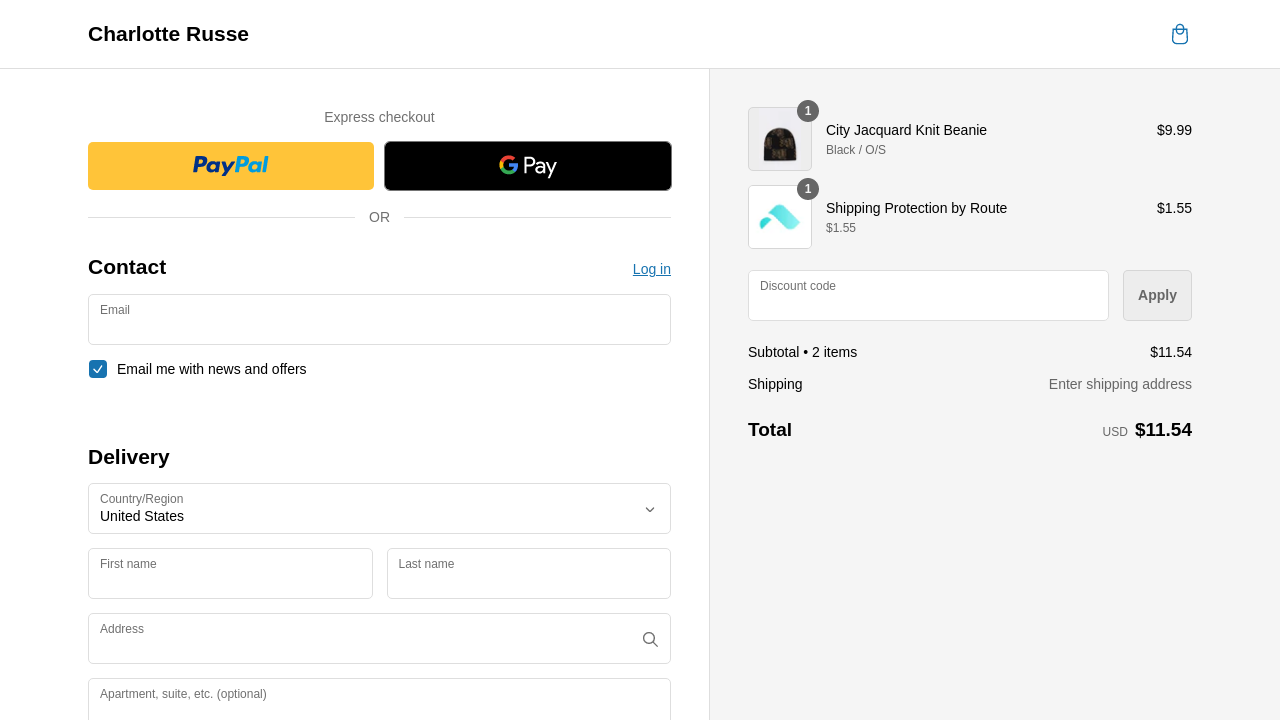 Charlotte Russe
Express checkout
PayPal
G Pay
OR
Contact
Log in
Email
Email me with news and offers
Delivery
Country/Region
United States
First name
Last name
Address
Apartment, suite, etc. (optional)
1
City Jacquard Knit Beanie
$9.99
Black / O/S
1
Shipping Protection by Route
$1.55
$1.55
Discount code
Apply
Subtotal • 2 items
$11.54
Shipping
Enter shipping address
Total
USD $11.54